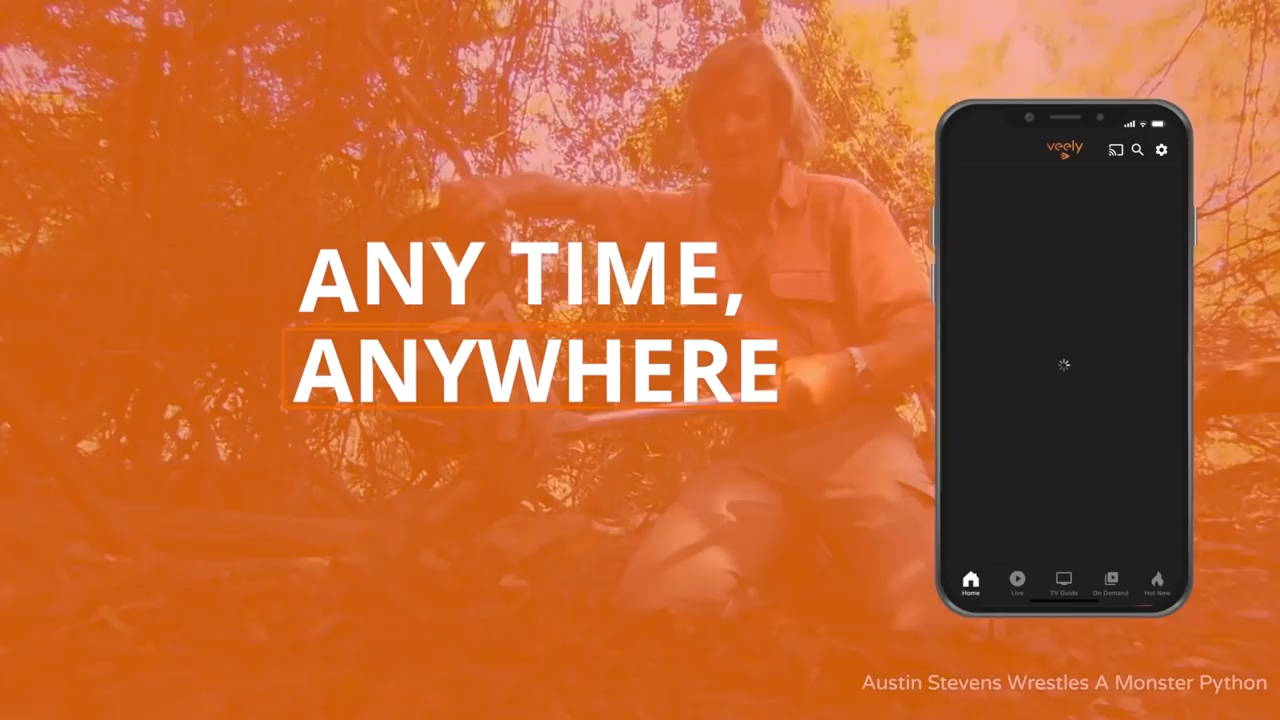 ANY TIME,
ANYWHERE
veely
Home
Live
TV Guide
On Demand
Hot Now
Austin Stevens Wrestles A Monster Python